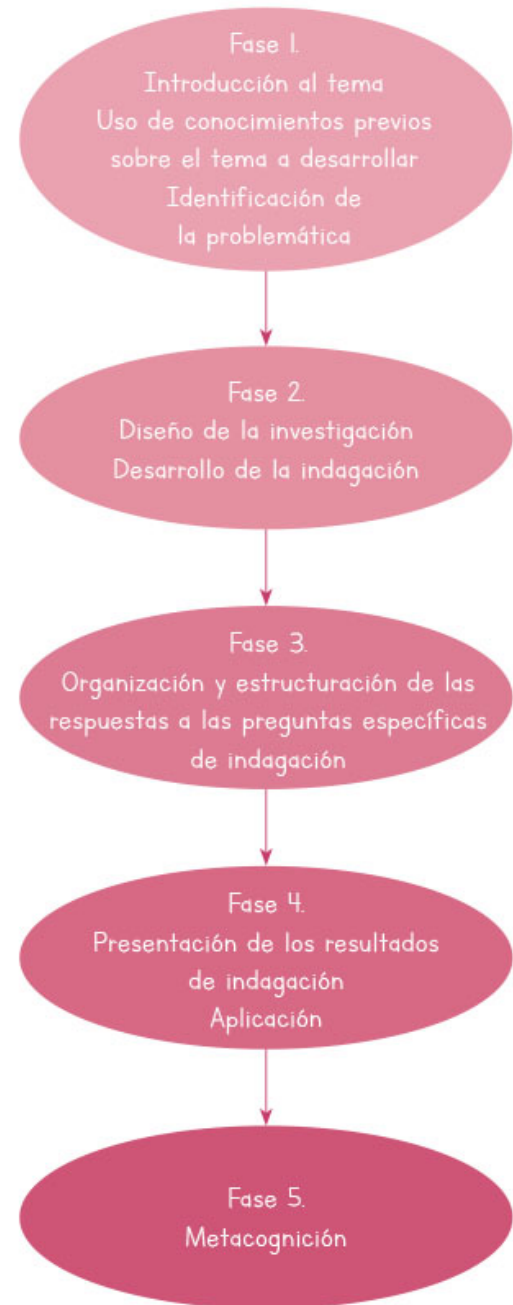 Fase 1.
Introducción al tema
Uso de conocimientos previos
sobre el tema a desarrollar
Identificación de
la problemática
Fase 2.
Diseño de la investigación
Desarrollo de la indagación
Fase 3.
Organización y estructuración de las
respuestas a las preguntas específicas
de indagación
Fase 4.
Presentación de los resultados
de indagación
Aplicación
Fase 5.
Metacognición